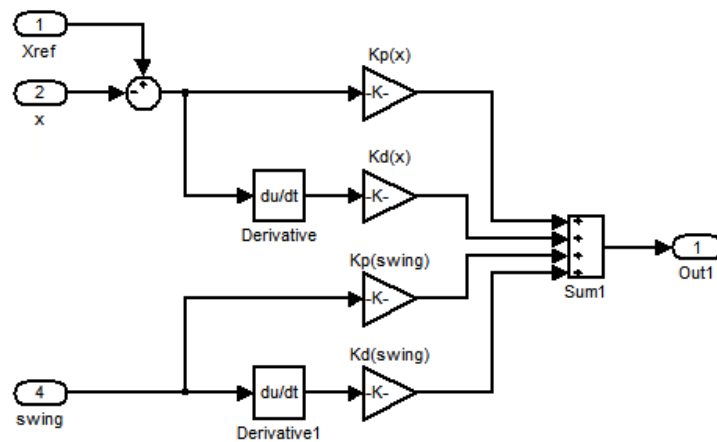 1
Xref
2
x
-
+
Kp(x)
-K-
Kd(x)
du/dt
-K-
Derivative
Kp(swing)
-K-
+
+
+
+
Sum1
1
Out1
Kd(swing)
4
swing
du/dt
-K-
Derivative1